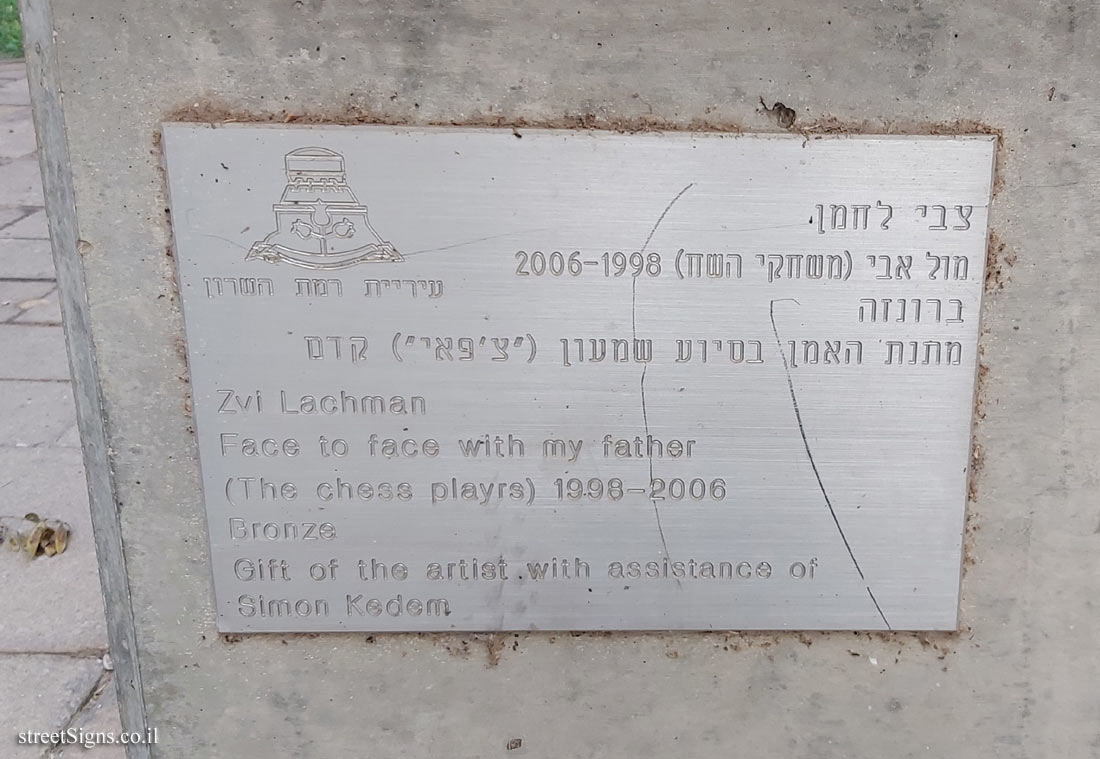 עיריית רמת השרון
צבי לחמן
מול אבי (משחקי השח) 2006-1998
ברונזה
מתנת האמן בסיוע שמעון ("צ'פאי") קדם
Zvi Lachman
Face to face with my father
(The chess playrs) 1998-2006
Bronze
Gift of the artist with assistance of
Simon Kedem
streetSigns.co.il